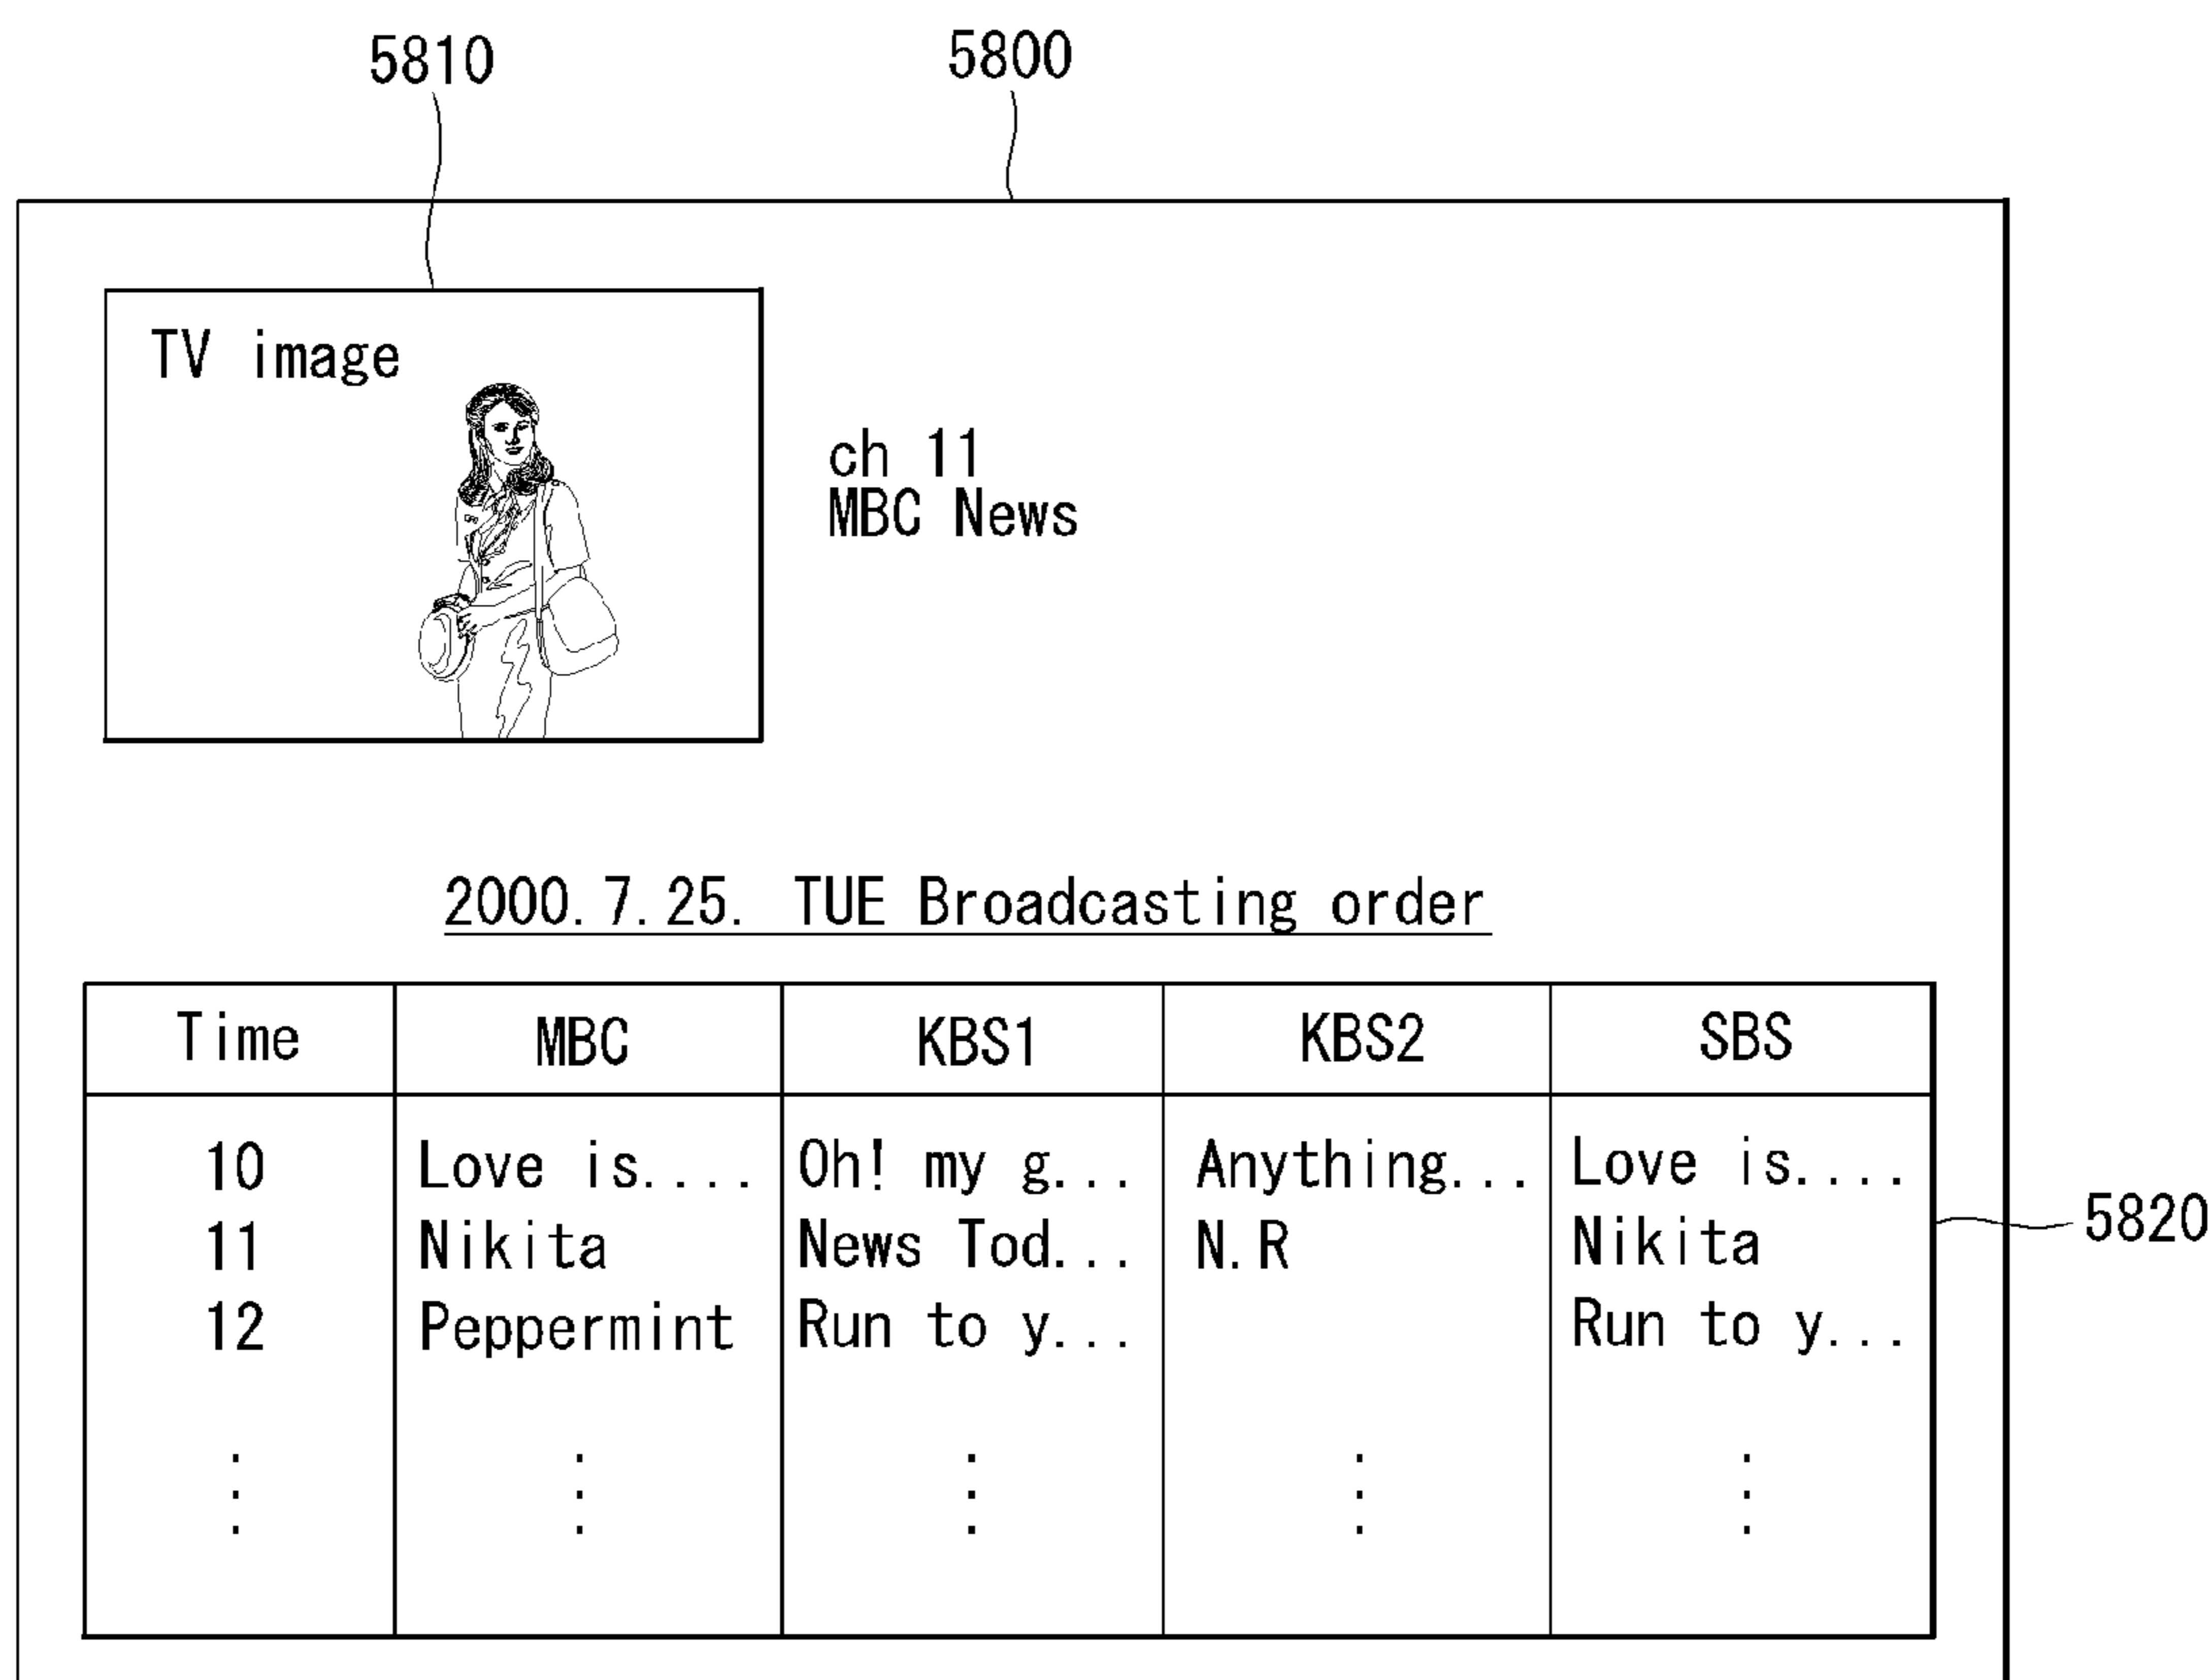 5810 5800
TV image
ch 11
MBC News
2000.7.25. TUE Broadcasting order
Time MBC KBS1 KBS2 SBS
10 Love is.... Oh! my g... Anything... Love is....
11 Nikita News Tod... N.R Nikita
5820
12 Peppermint Run to y... Run to y...